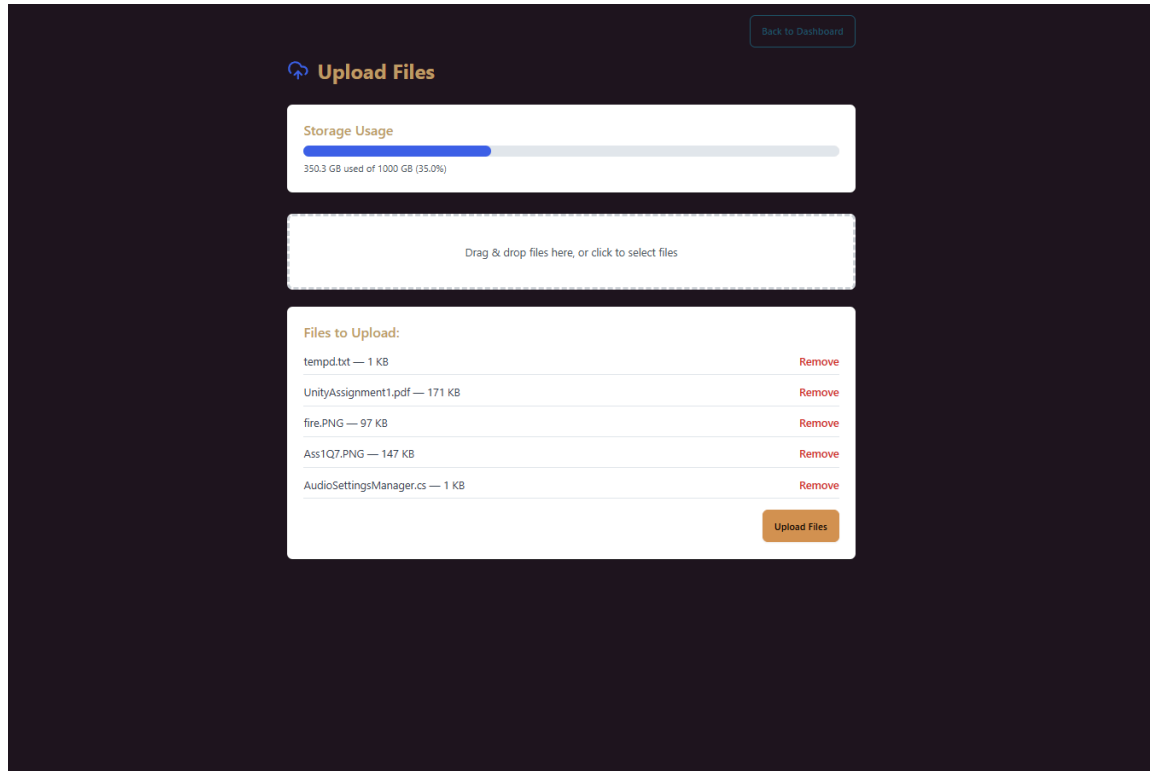 Back to Dashboard
Upload Files
Storage Usage
350.3 GB used of 1000 GB (35.0%)
Drag & drop files here, or click to select files
Files to Upload:
tempd.txt — 1 KB Remove
UnityAssignment1.pdf — 171 KB Remove
fire.PNG — 97 KB Remove
Ass1Q7.PNG — 147 KB Remove
AudioSettingsManager.cs — 1 KB Remove
Upload Files